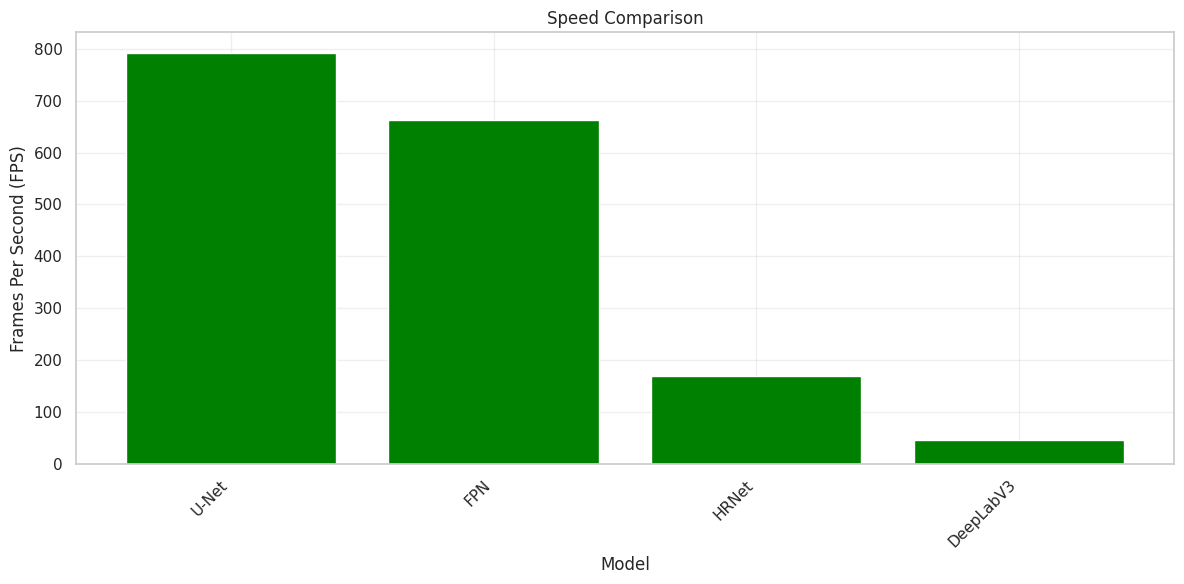 Speed Comparison
800
700
600
500
400
300
200
100
0
Frames Per Second (FPS)
U-Net
FPN
HRNet
DeepLabV3
Model